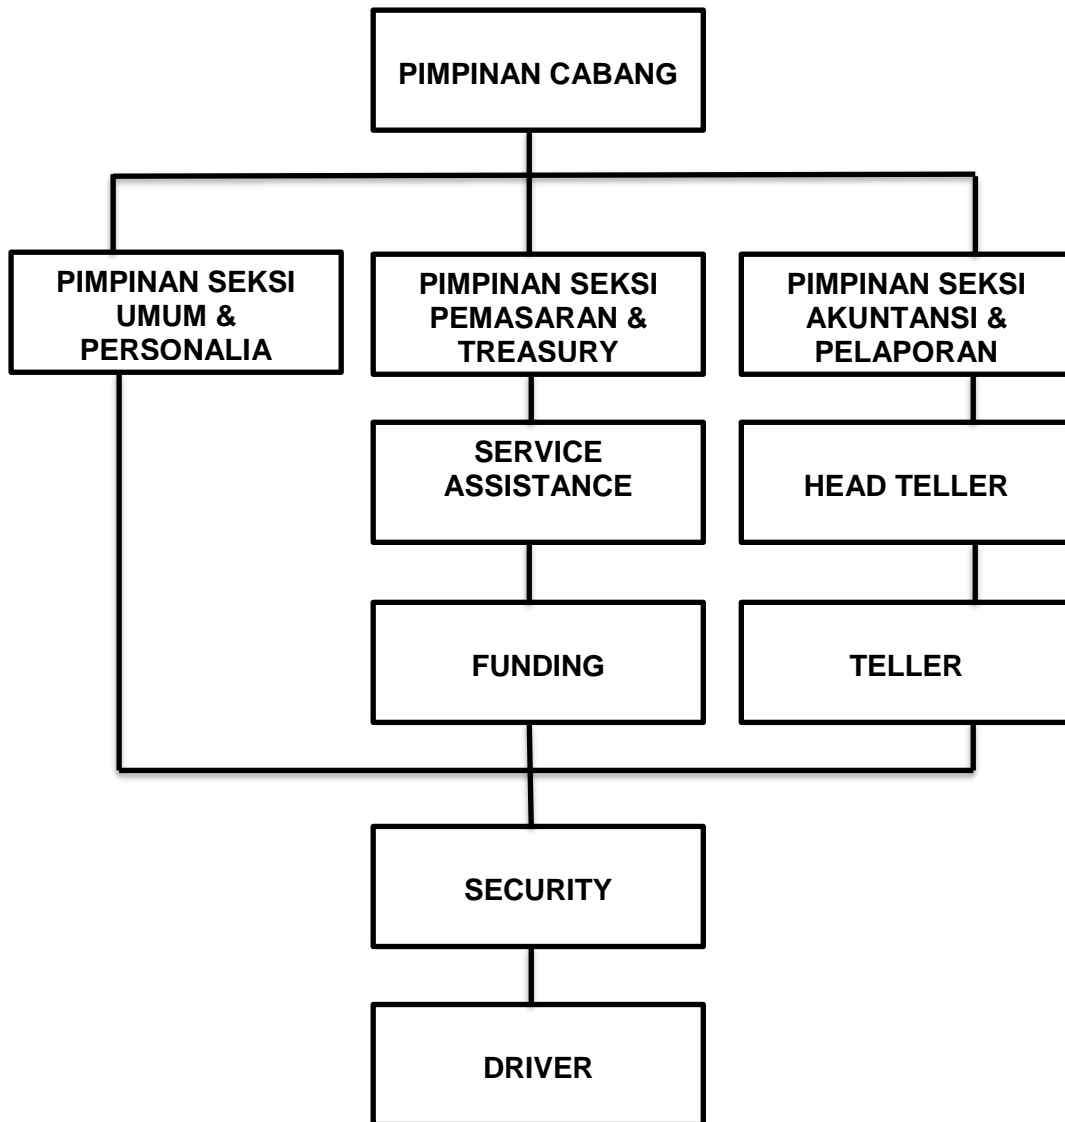 PIMPINAN CABANG
PIMPINAN SEKSI
UMUM &
PERSONALIA
PIMPINAN SEKSI
PEMASARAN &
TREASURY
PIMPINAN SEKSI
AKUNTANSI &
PELAPORAN
SERVICE
ASSISTANCE
HEAD TELLER
FUNDING
TELLER
SECURITY
DRIVER